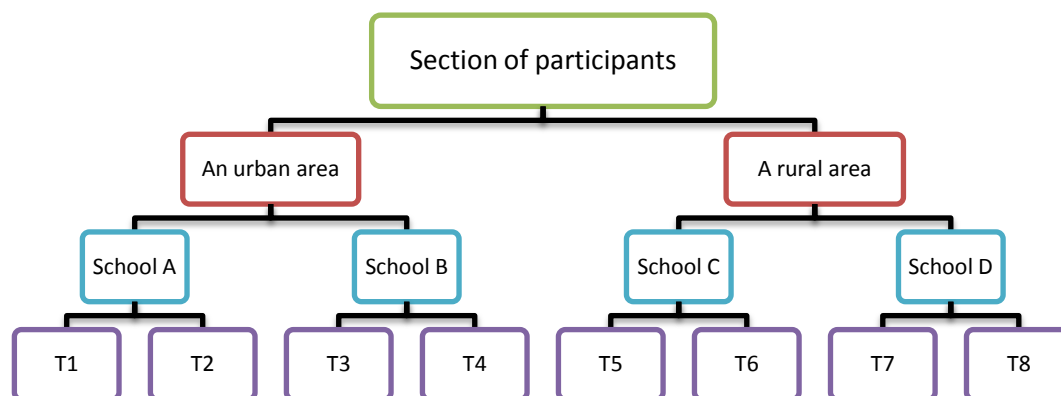 Section of participants
An urban area
A rural area
School A
School B
School C
School D
T1
T2
T3
T4
T5
T6
T7
T8